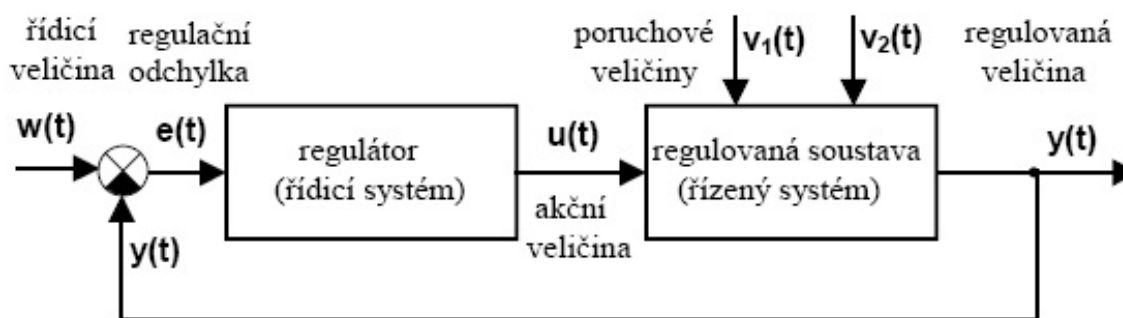 řídicí
veličina
regulační
odchylka
poruchové
veličiny
v₁(t)
v₂(t)
regulovaná
veličina
w(t)
e(t)
regulátor
(řídicí systém)
u(t)
regulovaná soustava
(řízený systém)
y(t)
akční
veličina
y(t)